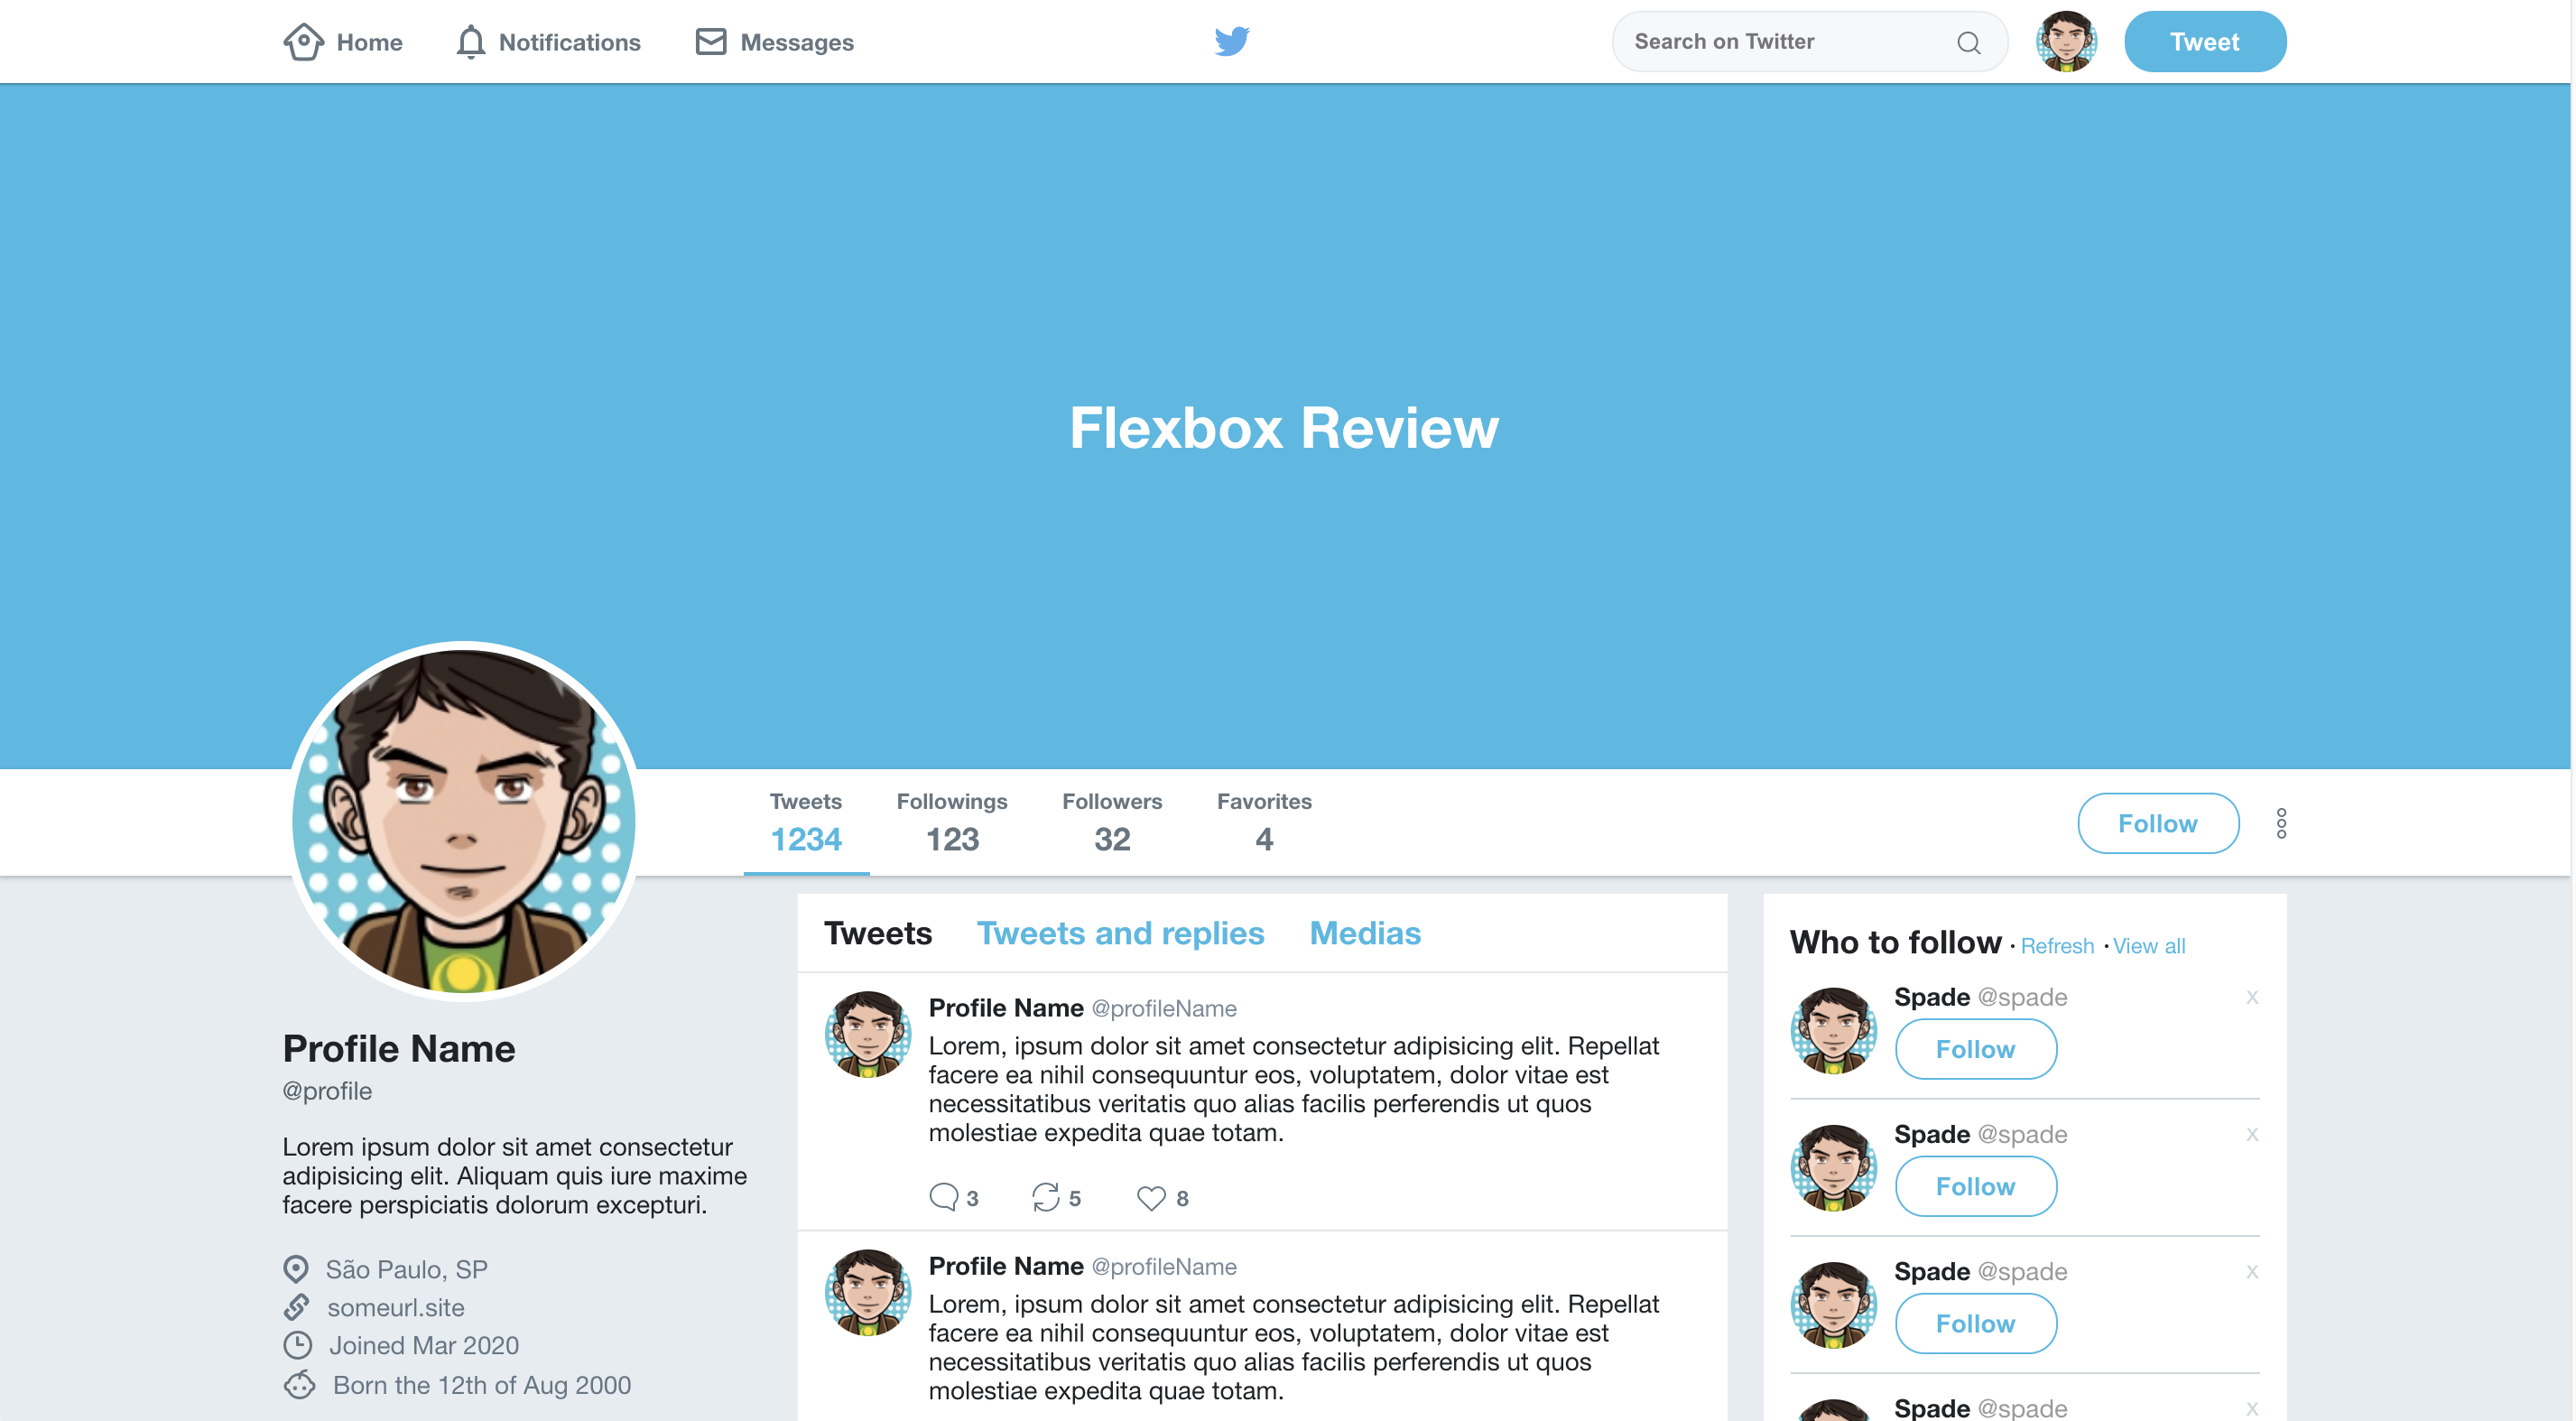 Home Notifications Messages Search on Twitter Tweet
Flexbox Review
Tweets Followings Followers Favorites
1234 123 32 4
Follow
Profile Name
@profile
Lorem ipsum dolor sit amet consectetur
adipisicing elit. Aliquam quis iure maxime
facere perspiciatis dolorum excepturi.
São Paulo, SP
someurl.site
Joined Mar 2020
Born the 12th of Aug 2000
Tweets Tweets and replies Medias
Profile Name @profileName
Lorem, ipsum dolor sit amet consectetur adipisicing elit. Repellat
facere ea nihil consequuntur eos, voluptatem, dolor vitae est
necessitatibus veritatis quo alias facilis perferendis ut quos
molestiae expedita quae totam.
3 5 8
Profile Name @profileName
Lorem, ipsum dolor sit amet consectetur adipisicing elit. Repellat
facere ea nihil consequuntur eos, voluptatem, dolor vitae est
necessitatibus veritatis quo alias facilis perferendis ut quos
molestiae expedita quae totam.
Who to follow · Refresh · View all
Spade @spade x
Follow
Spade @spade x
Follow
Spade @spade x
Follow
Spade @spade x